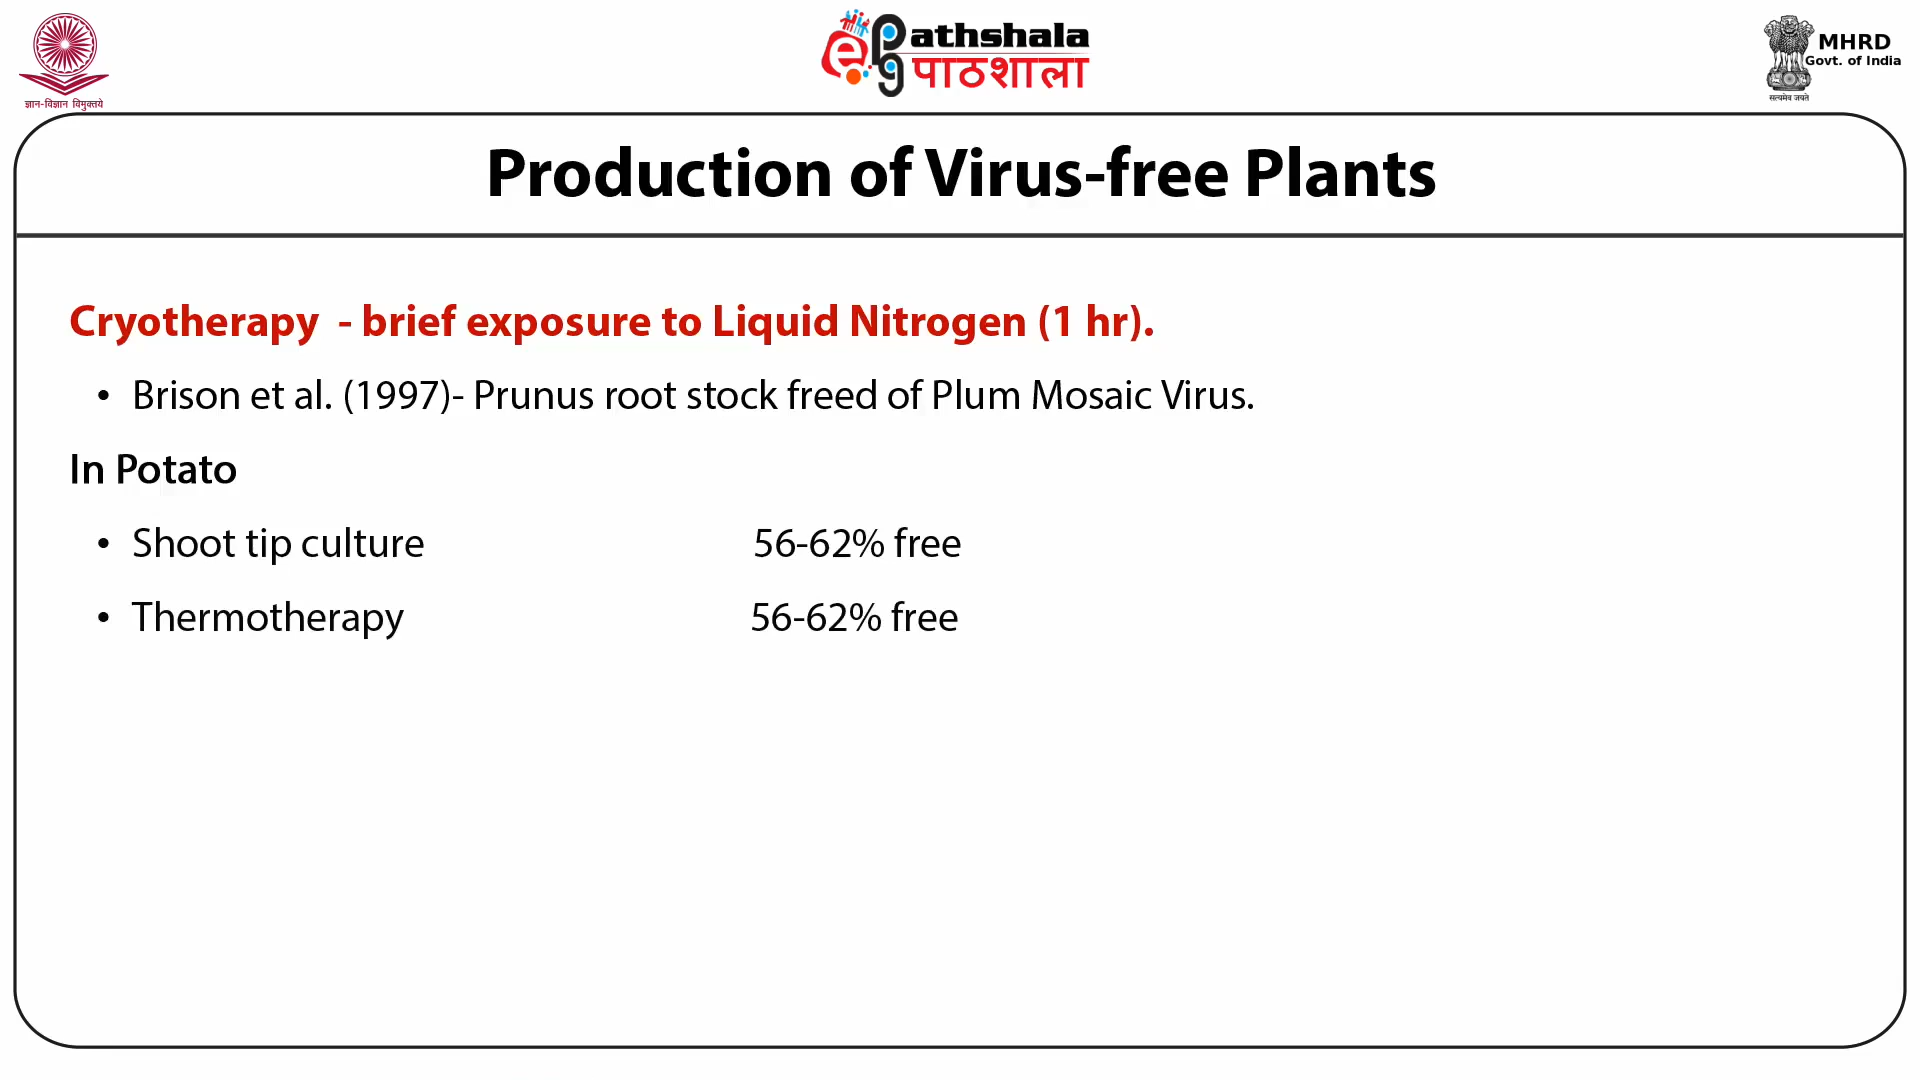 ज्ञान-विज्ञान विमुक्तये
ePG Pathshala
पाठशाला
MHRD
Govt. of India
सत्यमेव जयते
Production of Virus-free Plants
Cryotherapy - brief exposure to Liquid Nitrogen (1 hr).
• Brison et al. (1997)- Prunus root stock freed of Plum Mosaic Virus.
In Potato
• Shoot tip culture 56-62% free
• Thermotherapy 56-62% free